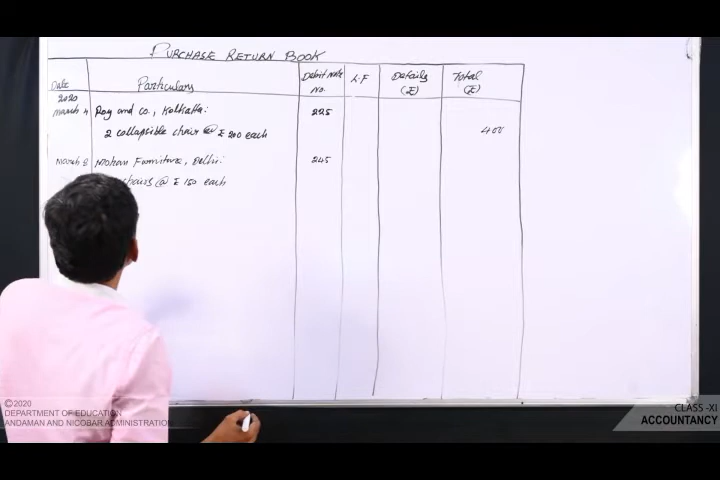 PURCHASE RETURN BOOK
Date Particulars Debit Note No. L.F Details (₹) Total (₹)
2020
March 4 Roy and co., Kolkatta: 225
2 collapsible chair @ ₹ 200 each 400
March 8 Mohan Furniture, Delhi: 245
chairs @ ₹ 150 each
©2020
DEPARTMENT OF EDUCATION
ANDAMAN AND NICOBAR ADMINISTRATION
CLASS -XI
ACCOUNTANCY